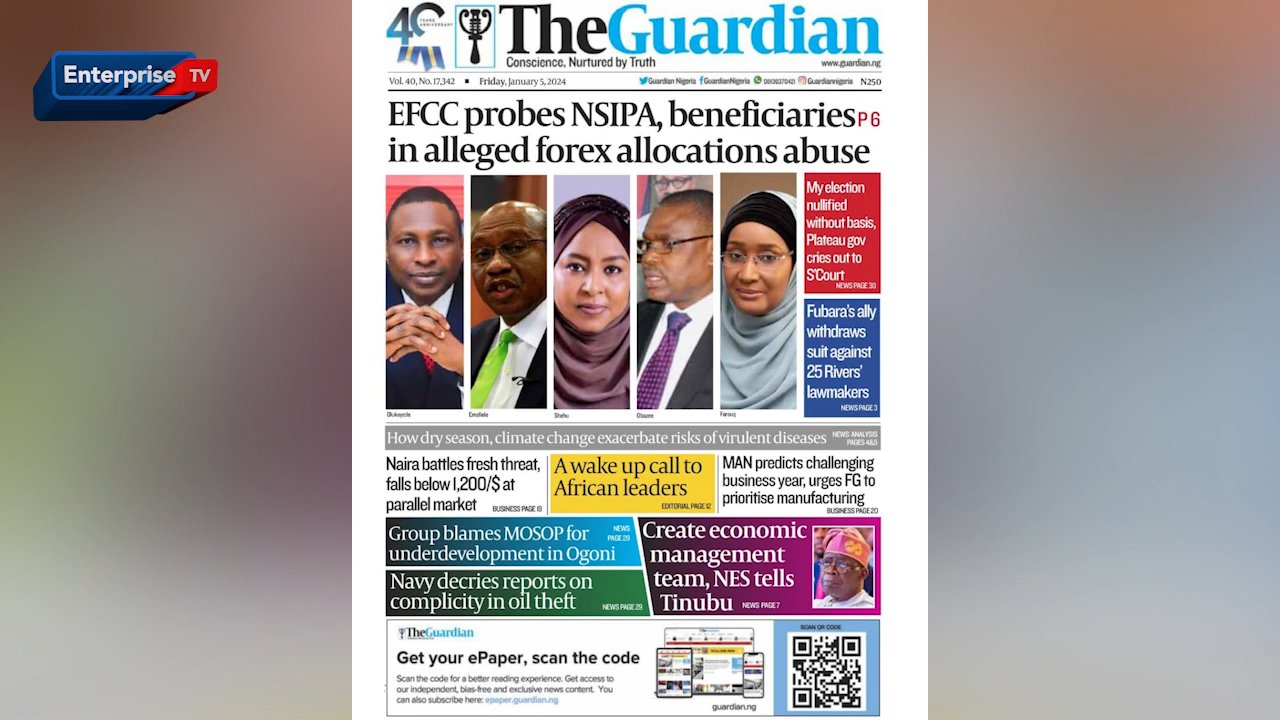 Enterprise TV
40 YEARS ANNIVERSARY
TheGuardian
Conscience, Nurtured by Truth
www.guardian.ng
Vol. 40, No. 17,342 ■ Friday, January 5, 2024
Guardian Nigeria GuardianNigeria 08136370421 Guardiannigeria N250
EFCC probes NSIPA, beneficiaries P6
in alleged forex allocations abuse
My election
nullified
without basis,
Plateau gov
cries out to
S'Court
NEWS PAGE 30
Fubara's ally
withdraws
suit against
25 Rivers'
lawmakers
NEWS PAGE 3
Olukoyede Emefiele Shehu Obazee Farouq
How dry season, climate change exacerbate risks of virulent diseases
NEWS ANALYSIS
PAGES 4&5
Naira battles fresh threat,
falls below 1,200/$ at
parallel market BUSINESS PAGE 19
A wake up call to
African leaders
EDITORIAL PAGE 12
MAN predicts challenging
business year, urges FG to
prioritise manufacturing
BUSINESS PAGE 20
Group blames MOSOP for
underdevelopment in Ogoni
NEWS
PAGE 29
Navy decries reports on
complicity in oil theft NEWS PAGE 29
Create economic
management
team, NES tells
Tinubu NEWS PAGE 7
TheGuardian
Get your ePaper, scan the code
Scan the code for a better reading experience. Get access to
our independent, bias-free and exclusive news content. You
can also subscribe here: epaper.guardian.ng
guardian.ng
SCAN QR CODE